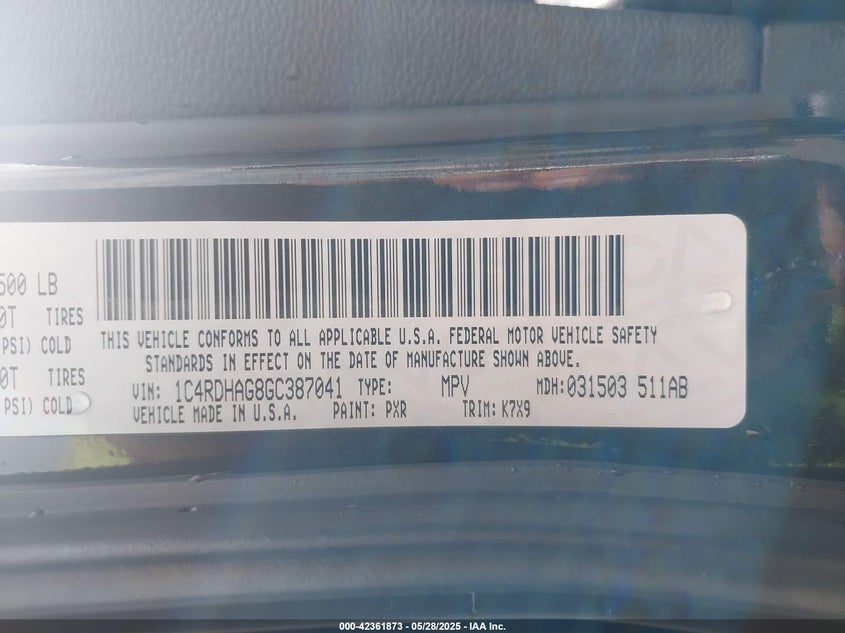 500 LB
0T TIRES
PSI) COLD
0T TIRES
PSI) COLD
THIS VEHICLE CONFORMS TO ALL APPLICABLE U.S.A. FEDERAL MOTOR VEHICLE SAFETY
STANDARDS IN EFFECT ON THE DATE OF MANUFACTURE SHOWN ABOVE.
VIN: 1C4RDHAG8GC387041 TYPE: MPV MDH:031503 511AB
VEHICLE MADE IN U.S.A. PAINT: PXR TRIM: K7X9
000-42361873 - 05/28/2025 - IAA Inc.